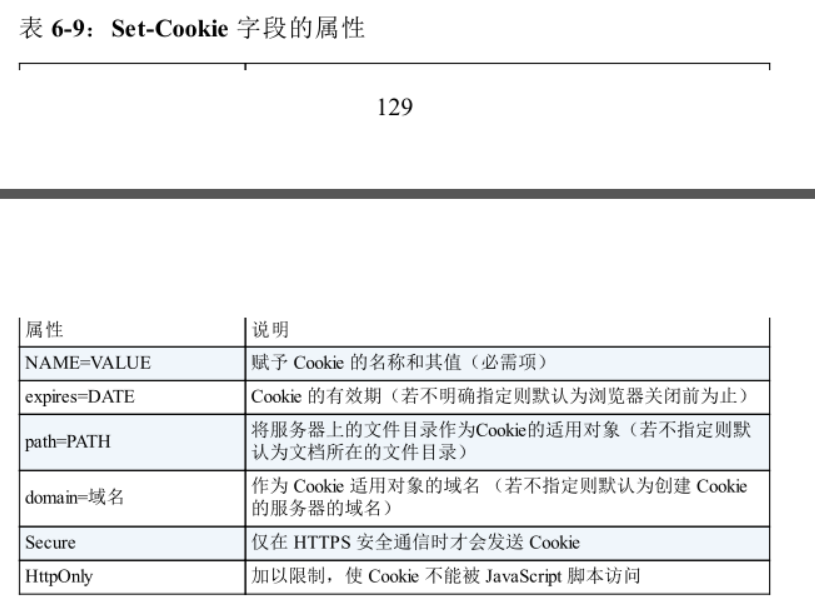 表 6-9：Set-Cookie 字段的属性
129
属性 说明
NAME=VALUE 赋予 Cookie 的名称和其值（必需项）
expires=DATE Cookie 的有效期（若不明确指定则默认为浏览器关闭前为止）
path=PATH 将服务器上的文件目录作为Cookie的适用对象（若不指定则默
认为文档所在的文件目录）
domain=域名 作为 Cookie 适用对象的域名 （若不指定则默认为创建 Cookie
的服务器的域名）
Secure 仅在 HTTPS 安全通信时才会发送 Cookie
HttpOnly 加以限制，使 Cookie 不能被 JavaScript 脚本访问